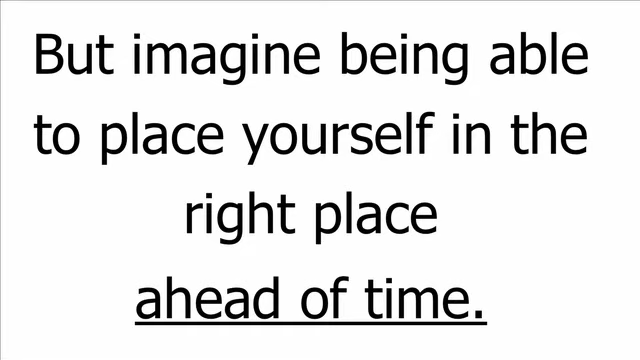 But imagine being able
to place yourself in the
right place
ahead of time.